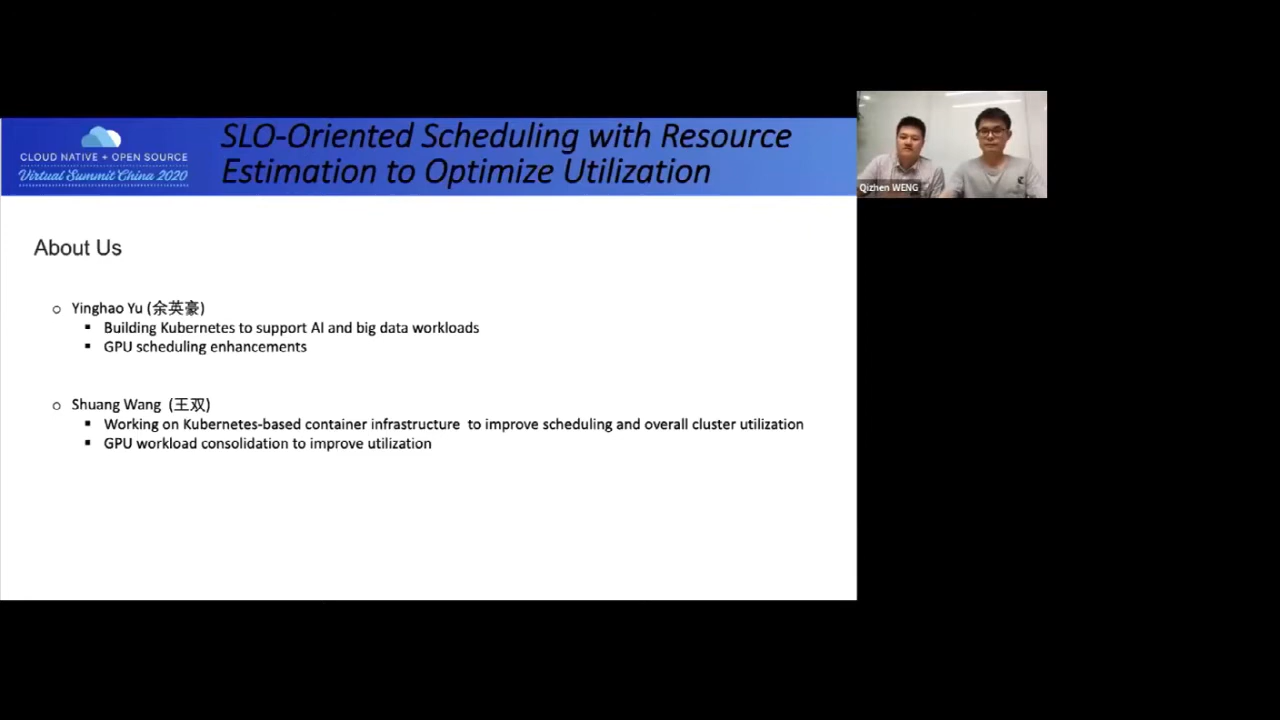 CLOUD NATIVE + OPEN SOURCE
Virtual Summit China 2020
SLO-Oriented Scheduling with Resource
Estimation to Optimize Utilization
Qizhen WENG
About Us
Yinghao Yu (余英豪)
Building Kubernetes to support AI and big data workloads
GPU scheduling enhancements
Shuang Wang (王双)
Working on Kubernetes-based container infrastructure to improve scheduling and overall cluster utilization
GPU workload consolidation to improve utilization